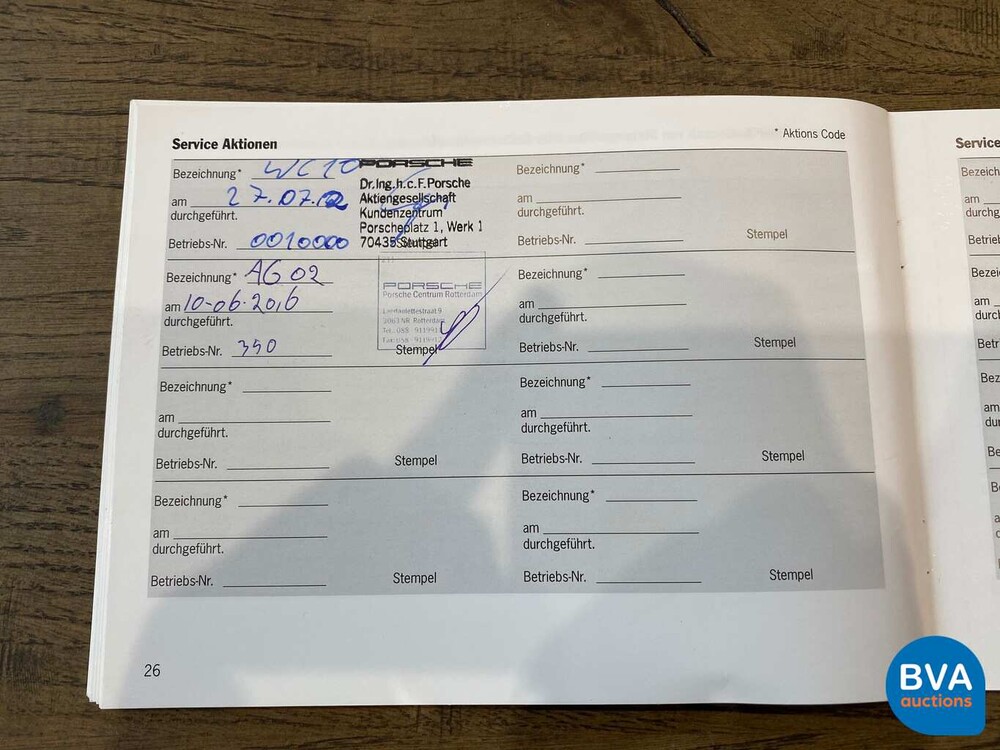 * Aktions Code
Service Aktionen
Bezeichnung* WC10
am 27.07.12
durchgeführt.
Betriebs-Nr. 0010000
PORSCHE
Dr.Ing.h.c.F.Porsche
Aktiengesellschaft
Kundenzentrum
Porscheplatz 1, Werk 1
70435 Stuttgart
Stempel
Bezeichnung*
am
durchgeführt.
Betriebs-Nr.
Stempel
Bezeichnung* AG02
am 10-06-2016
durchgeführt.
Betriebs-Nr. 390
PORSCHE
Porsche Centrum Rotterdam
Stempel
Bezeichnung*
am
durchgeführt.
Betriebs-Nr.
Stempel
Bezeichnung*
am
durchgeführt.
Betriebs-Nr.
Stempel
Bezeichnung*
am
durchgeführt.
Betriebs-Nr.
Stempel
Bezeichnung*
am
durchgeführt.
Betriebs-Nr.
Stempel
Bezeichnung*
am
durchgeführt.
Betriebs-Nr.
Stempel
26
Service
BVA
auctions